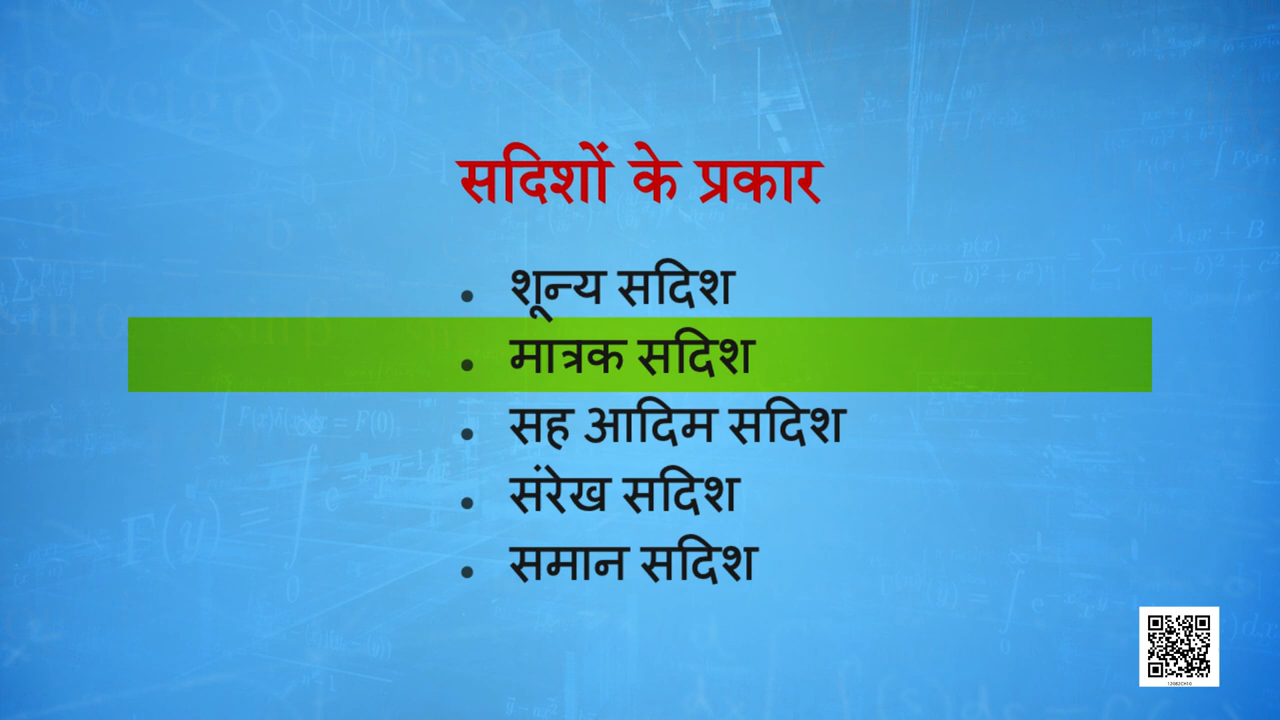 सदिशों के प्रकार
• शून्य सदिश
• मात्रक सदिश
• सह आदिम सदिश
• संरेख सदिश
• समान सदिश